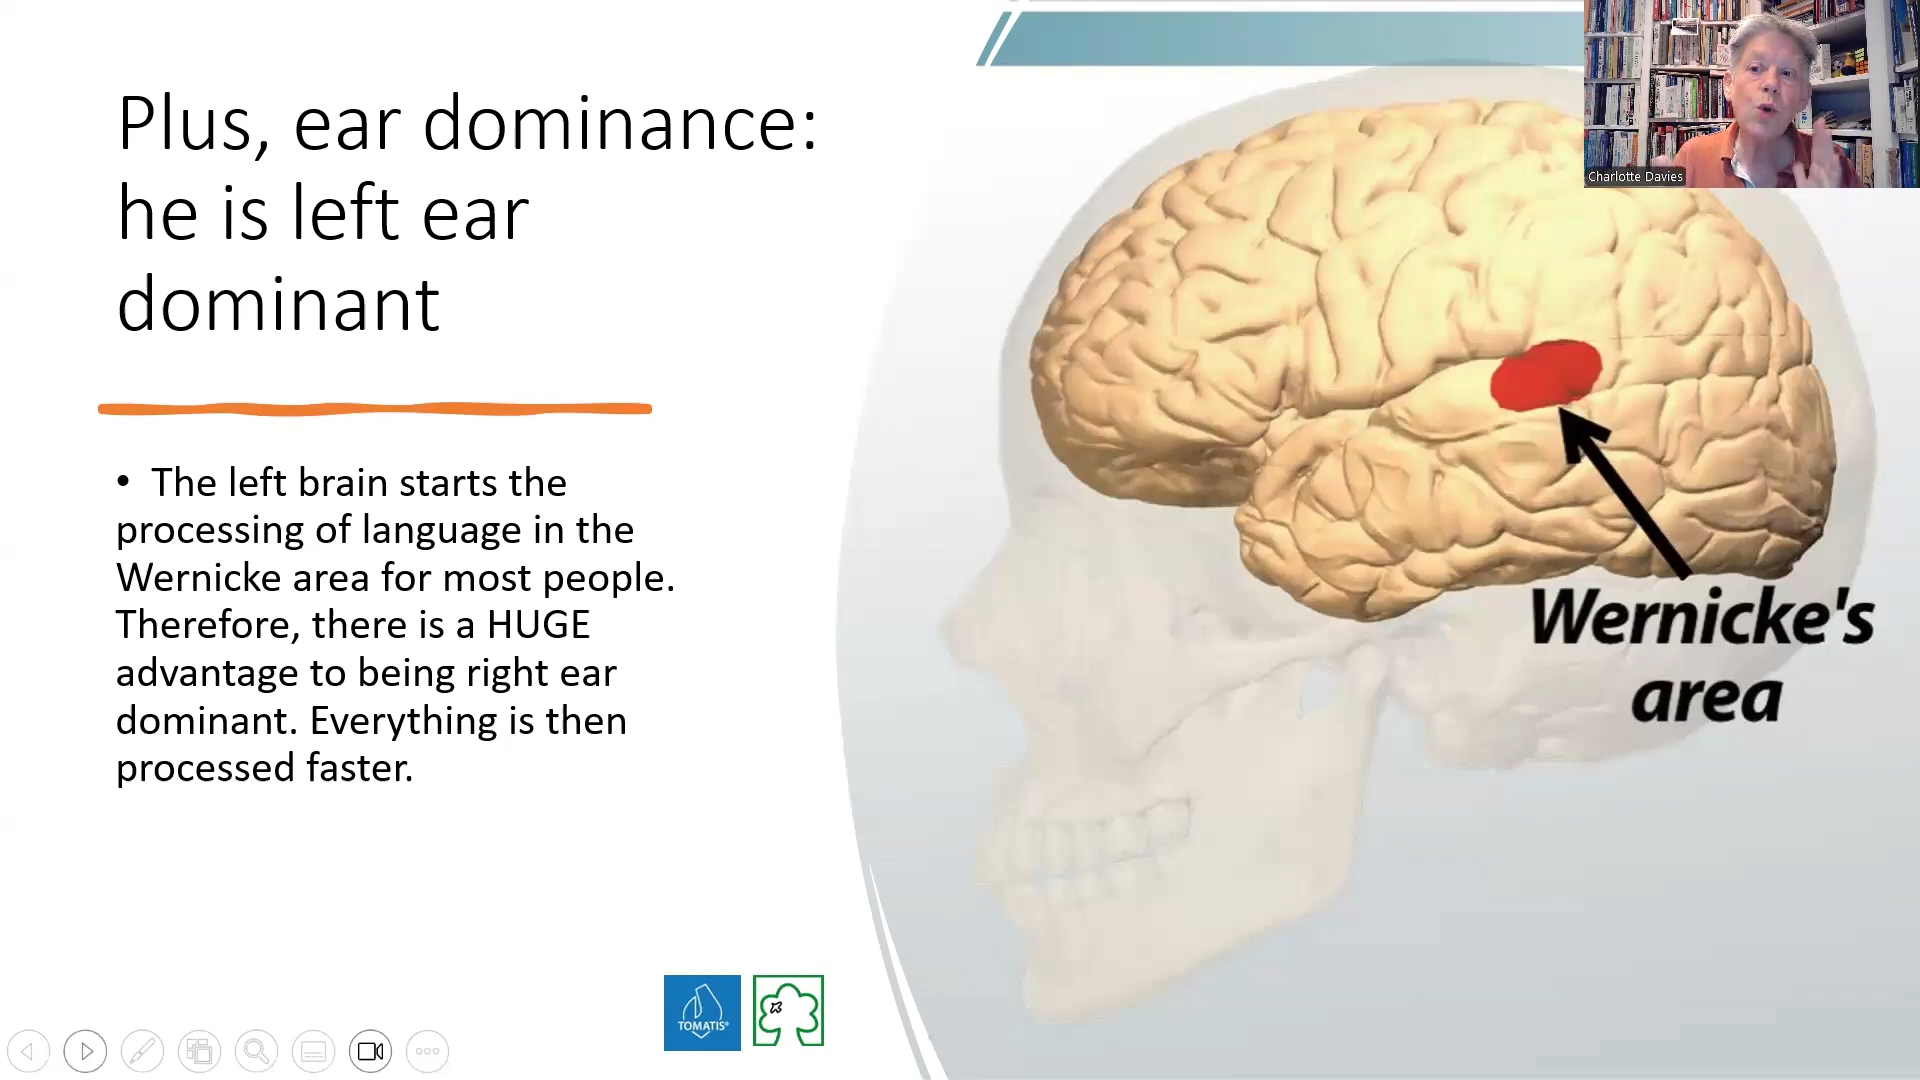 Plus, ear dominance:
he is left ear
dominant
• The left brain starts the
processing of language in the
Wernicke area for most people.
Therefore, there is a HUGE
advantage to being right ear
dominant. Everything is then
processed faster.
Wernicke's
area
Charlotte Davies
TOMATIS®